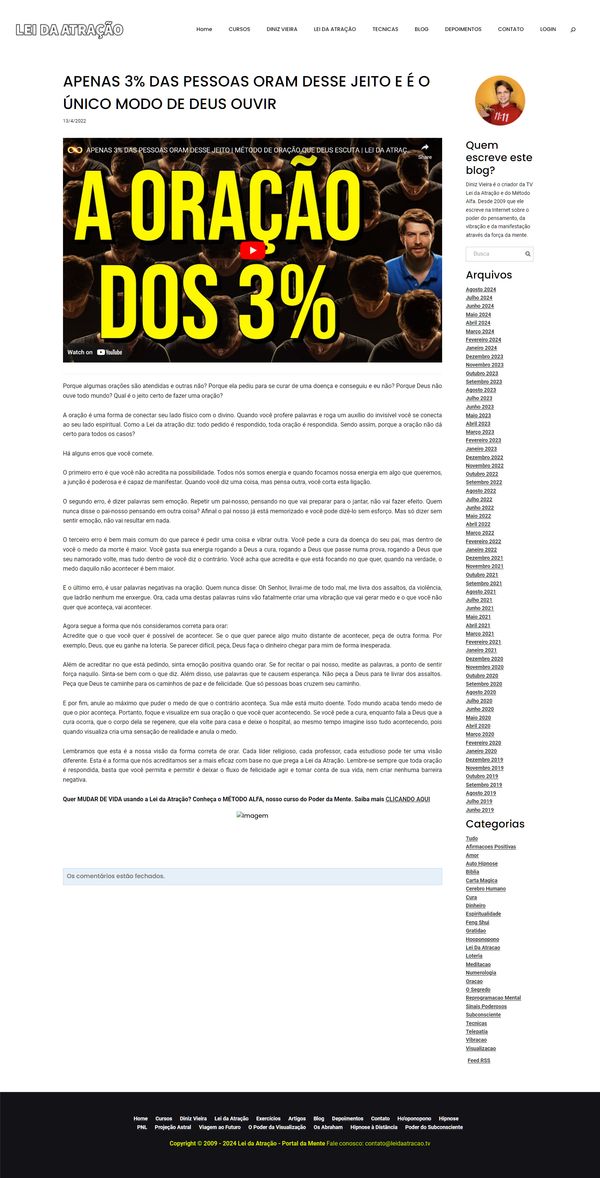 LEI DA ATRAÇÃO
Home CURSOS DINIZ VIEIRA LEI DA ATRAÇÃO TECNICAS BLOG DEPOIMENTOS CONTATO LOGIN
APENAS 3% DAS PESSOAS ORAM DESSE JEITO E É O
ÚNICO MODO DE DEUS OUVIR
13/4/2022
APENAS 3% DAS PESSOAS ORAM DESSE JEITO | MÉTODO DE ORAÇÃO QUE DEUS ESCUTA | LEI DA ATRAÇ...
Share
A ORAÇÃO
DOS 3%
Watch on YouTube
Porque algumas orações são atendidas e outras não? Porque ela pediu para se curar de uma doença e conseguiu e eu não? Porque Deus não
ouve todo mundo? Qual é o jeito certo de fazer uma oração?
A oração é uma forma de conectar seu lado físico com o divino. Quando você profere palavras e roga um auxílio do invisível você se conecta
ao seu lado espiritual. Como a Lei da atração diz: todo pedido é respondido, toda oração é respondida. Sendo assim, porque a oração não dá
certo para todos os casos?
Há alguns erros que você comete.
O primeiro erro é que você não acredita na possibilidade. Todos nós somos energia e quando focamos nossa energia em algo que queremos,
a junção é poderosa e é capaz de manifestar. Quando você diz uma coisa, mas pensa outra, você corta esta ligação.
O segundo erro, é dizer palavras sem emoção. Repetir um pai-nosso, pensando no que vai preparar para o jantar, não vai fazer efeito. Quem
nunca disse o pai-nosso pensando em outra coisa? Afinal o pai nosso já está memorizado e você pode dizê-lo sem esforço. Mas só dizer sem
sentir emoção, não vai resultar em nada.
O terceiro erro é bem mais comum do que parece é pedir uma coisa e vibrar outra. Você pede a cura da doença do seu pai, mas dentro de
você o medo da morte é maior. Você gasta sua energia rogando a Deus a cura, rogando a Deus que passe numa prova, rogando a Deus que
seu namorado volte, mas tudo dentro de você diz o contrário. Você acha que acredita e que está focando no que quer, quando na verdade, o
medo daquilo não acontecer é bem maior.
E o último erro, é usar palavras negativas na oração. Quem nunca disse: Oh Senhor, livrai-me de todo mal, me livra dos assaltos, da violência,
que ladrão nenhum me enxergue. Ora, cada uma destas palavras ruins vão fatalmente criar uma vibração que vai gerar medo e o que você não
quer que aconteça, vai acontecer.
Agora segue a forma que nós consideramos correta para orar:
Acredite que o que você quer é possível de acontecer. Se o que quer parece algo muito distante de acontecer, peça de outra forma. Por
exemplo, Deus, que eu ganhe na loteria. Se parecer difícil, peça, Deus faça o dinheiro chegar para mim de forma inesperada.
Além de acreditar no que está pedindo, sinta emoção positiva quando orar. Se for recitar o pai nosso, medite as palavras, a ponto de sentir
força naquilo. Sinta-se bem com o que diz. Além disso, use palavras que te causem esperança. Não peça a Deus para te livrar dos assaltos.
Peça que Deus te caminhe para os caminhos de paz e de felicidade. Que só pessoas boas cruzem seu caminho.
E por fim, anule ao máximo que puder o medo de que o contrário aconteça. Sua mãe está muito doente. Todo mundo acaba tendo medo de
que o pior aconteça. Portanto, foque e visualize em sua oração o que você quer acontecendo. Se você pede a cura, enquanto fala a Deus que a
cura ocorra, que o corpo dela se regenere, que ela volte para casa e deixe o hospital, ao mesmo tempo imagine isso tudo acontecendo, pois
quando visualiza cria uma sensação de realidade e anula o medo.
Lembramos que esta é a nossa visão da forma correta de orar. Cada líder religioso, cada professor, cada estudioso pode ter uma visão
diferente. Esta é a forma que nós acreditamos ser a mais eficaz com base no que prega a Lei da Atração. Lembre-se sempre que toda oração
é respondida, basta que você permita e permitir é deixar o fluxo de felicidade agir e tomar conta de sua vida, nem criar nenhuma barreira
negativa.
Quer MUDAR DE VIDA usando a Lei da Atração? Conheça o MÉTODO ALFA, nosso curso do Poder da Mente. Saiba mais CLICANDO AQUI
Imagem
Os comentários estão fechados.
11:11
Quem
escreve este
blog?
Diniz Vieira é o criador da TV
Lei da Atração e do Método
Alfa. Desde 2009 que ele
escreve na Internet sobre o
poder do pensamento, da
vibração e da manifestação
através da força da mente.
Busca
Arquivos
Agosto 2024
Julho 2024
Junho 2024
Maio 2024
Abril 2024
Março 2024
Fevereiro 2024
Janeiro 2024
Dezembro 2023
Novembro 2023
Outubro 2023
Setembro 2023
Agosto 2023
Julho 2023
Junho 2023
Maio 2023
Abril 2023
Março 2023
Fevereiro 2023
Janeiro 2023
Dezembro 2022
Novembro 2022
Outubro 2022
Setembro 2022
Agosto 2022
Julho 2022
Junho 2022
Maio 2022
Abril 2022
Março 2022
Fevereiro 2022
Janeiro 2022
Dezembro 2021
Novembro 2021
Outubro 2021
Setembro 2021
Agosto 2021
Julho 2021
Junho 2021
Maio 2021
Abril 2021
Março 2021
Fevereiro 2021
Janeiro 2021
Dezembro 2020
Novembro 2020
Outubro 2020
Setembro 2020
Agosto 2020
Julho 2020
Junho 2020
Maio 2020
Abril 2020
Março 2020
Fevereiro 2020
Janeiro 2020
Dezembro 2019
Novembro 2019
Outubro 2019
Setembro 2019
Agosto 2019
Julho 2019
Junho 2019
Categorias
Tudo
Afirmacoes Positivas
Amor
Auto Hipnose
Biblia
Carta Magica
Cerebro Humano
Cura
Dinheiro
Espiritualidade
Feng Shui
Gratidao
Hooponopono
Lei Da Atracao
Loteria
Meditacao
Numerologia
Oracao
O Segredo
Reprogramacao Mental
Sinais Poderosos
Subconsciente
Tecnicas
Telepatia
Vibracao
Visualizacao
Feed RSS
Home Cursos Diniz Vieira Lei da Atração Exercícios Artigos Blog Depoimentos Contato Ho'oponopono Hipnose
PNL Projeção Astral Viagem ao Futuro O Poder da Visualização Os Abraham Hipnose à Distância Poder do Subconsciente
Copyright © 2009 - 2024 Lei da Atração - Portal da Mente Fale conosco: contato@leidaatracao.tv